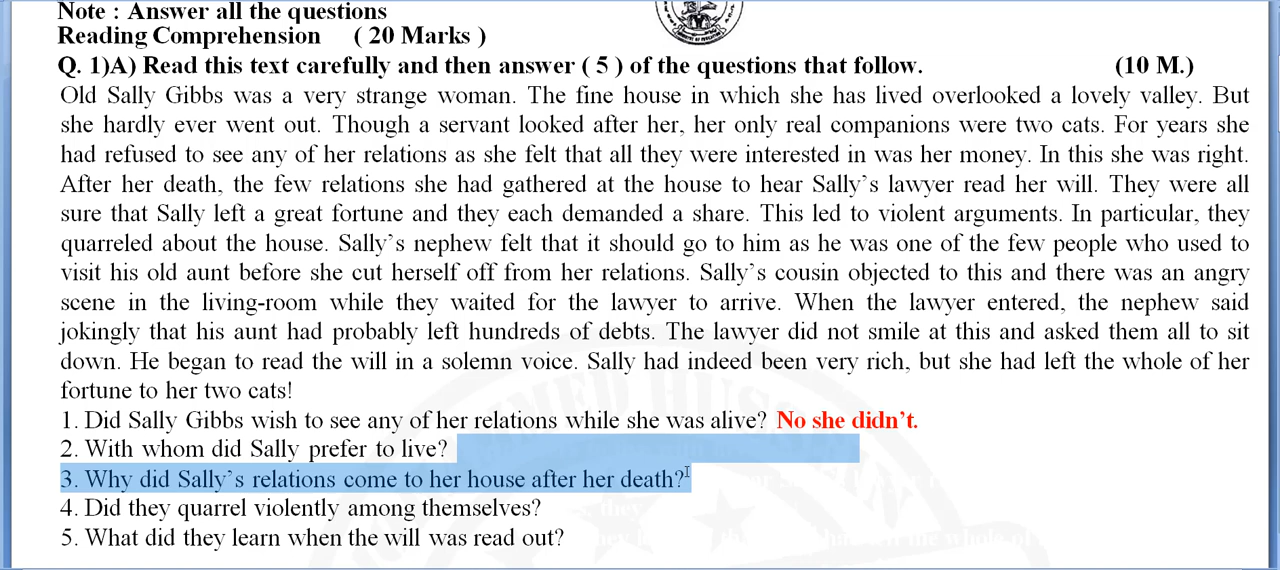 Note : Answer all the questions
Reading Comprehension ( 20 Marks )
Q. 1)A) Read this text carefully and then answer ( 5 ) of the questions that follow. (10 M.)
Old Sally Gibbs was a very strange woman. The fine house in which she has lived overlooked a lovely valley. But
she hardly ever went out. Though a servant looked after her, her only real companions were two cats. For years she
had refused to see any of her relations as she felt that all they were interested in was her money. In this she was right.
After her death, the few relations she had gathered at the house to hear Sally's lawyer read her will. They were all
sure that Sally left a great fortune and they each demanded a share. This led to violent arguments. In particular, they
quarreled about the house. Sally's nephew felt that it should go to him as he was one of the few people who used to
visit his old aunt before she cut herself off from her relations. Sally's cousin objected to this and there was an angry
scene in the living-room while they waited for the lawyer to arrive. When the lawyer entered, the nephew said
jokingly that his aunt had probably left hundreds of debts. The lawyer did not smile at this and asked them all to sit
down. He began to read the will in a solemn voice. Sally had indeed been very rich, but she had left the whole of her
fortune to her two cats!
1. Did Sally Gibbs wish to see any of her relations while she was alive? No she didn't.
2. With whom did Sally prefer to live?
3. Why did Sally's relations come to her house after her death?
4. Did they quarrel violently among themselves?
5. What did they learn when the will was read out?